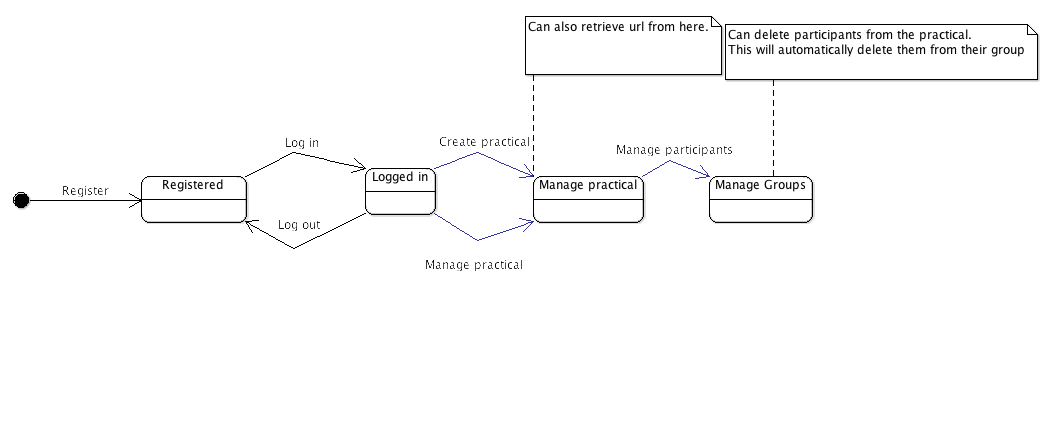 Can also retrieve url from here.
Can delete participants from the practical.
This will automatically delete them from their group
Log in
Create practical
Manage participants
Register
Registered
Logged in
Manage practical
Manage Groups
Log out
Manage practical